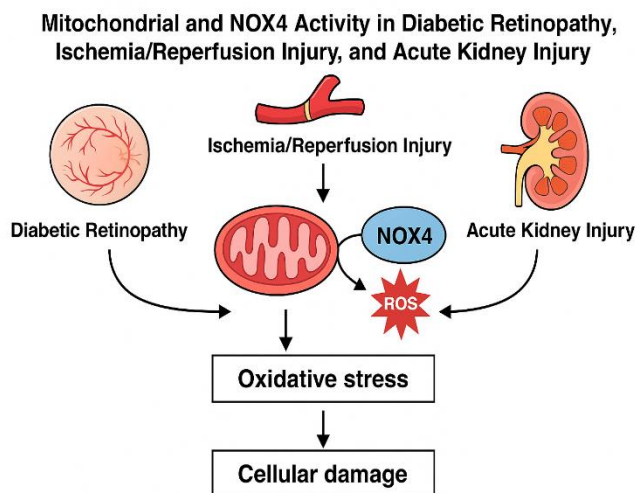 Mitochondrial and NOX4 Activity in Diabetic Retinopathy,
Ischemia/Reperfusion Injury, and Acute Kidney Injury
Ischemia/Reperfusion Injury
Diabetic Retinopathy
NOX4
Acute Kidney Injury
ROS
Oxidative stress
Cellular damage